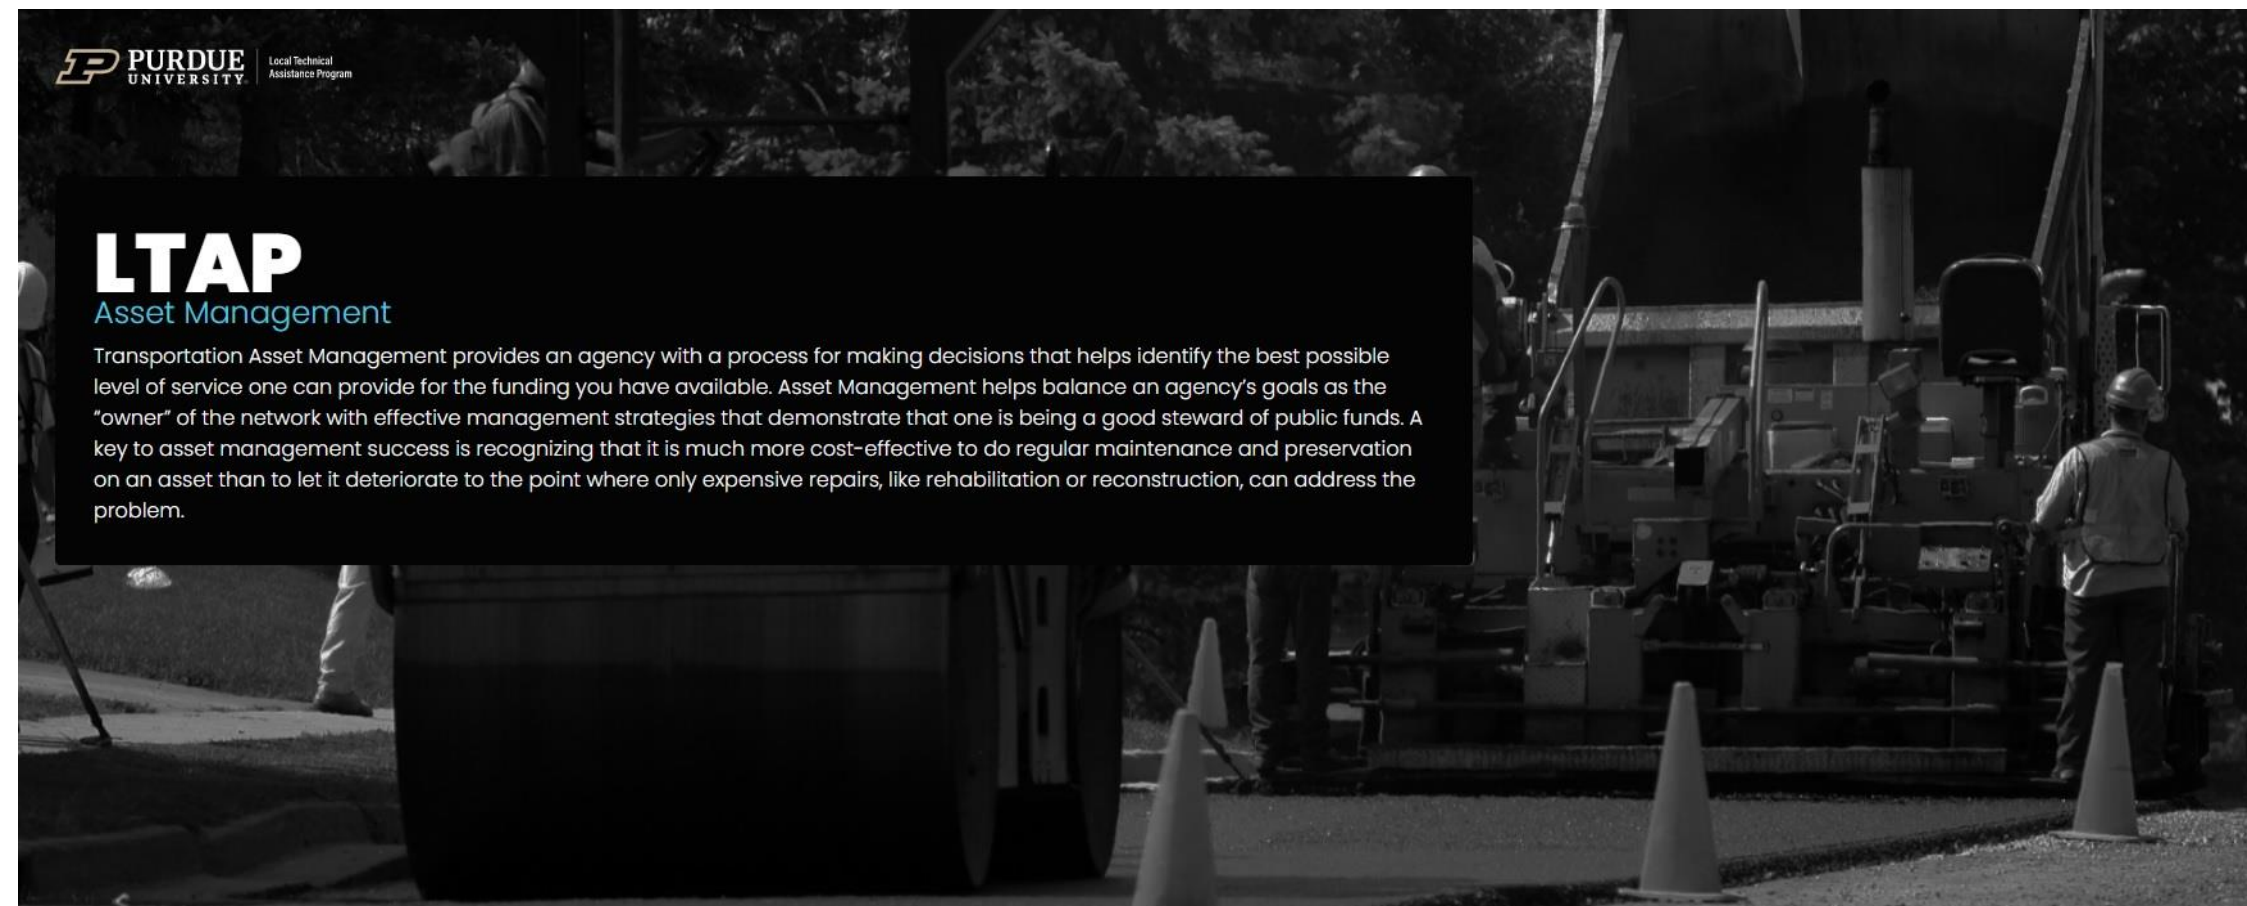 PURDUE
UNIVERSITY
Local Technical
Assistance Program
LTAP
Asset Management
Transportation Asset Management provides an agency with a process for making decisions that helps identify the best possible
level of service one can provide for the funding you have available. Asset Management helps balance an agency’s goals as the
“owner” of the network with effective management strategies that demonstrate that one is being a good steward of public funds. A
key to asset management success is recognizing that it is much more cost-effective to do regular maintenance and preservation
on an asset than to let it deteriorate to the point where only expensive repairs, like rehabilitation or reconstruction, can address the
problem.